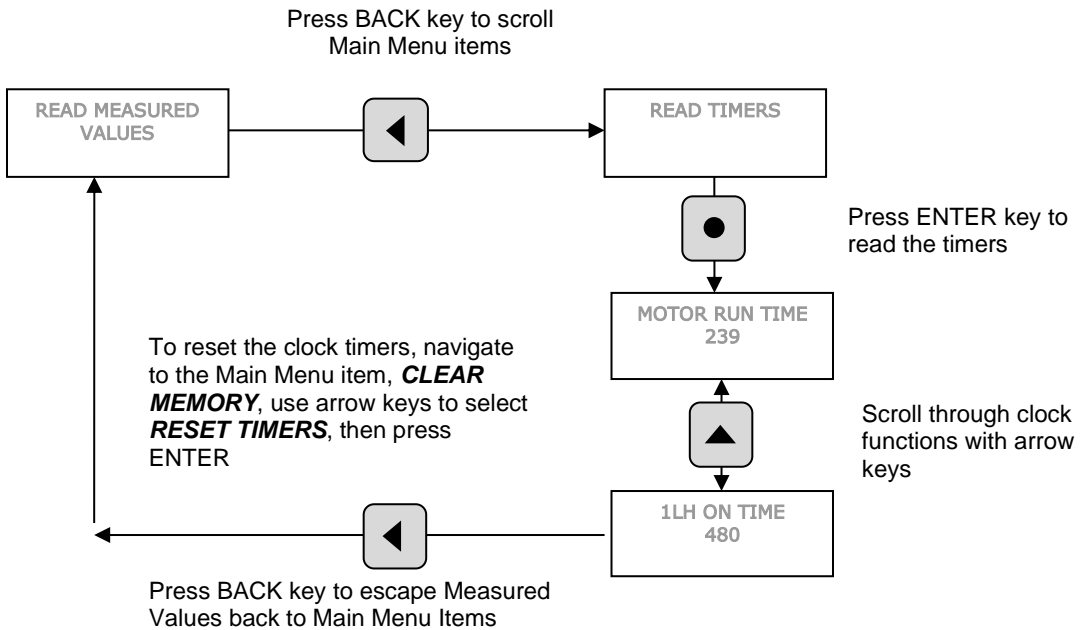 Press BACK key to scroll
Main Menu items
READ MEASURED
VALUES
READ TIMERS
Press ENTER key to
read the timers
MOTOR RUN TIME
239
To reset the clock timers, navigate
to the Main Menu item, CLEAR
MEMORY, use arrow keys to select
RESET TIMERS, then press
ENTER
Scroll through clock
functions with arrow
keys
1LH ON TIME
480
Press BACK key to escape Measured
Values back to Main Menu Items